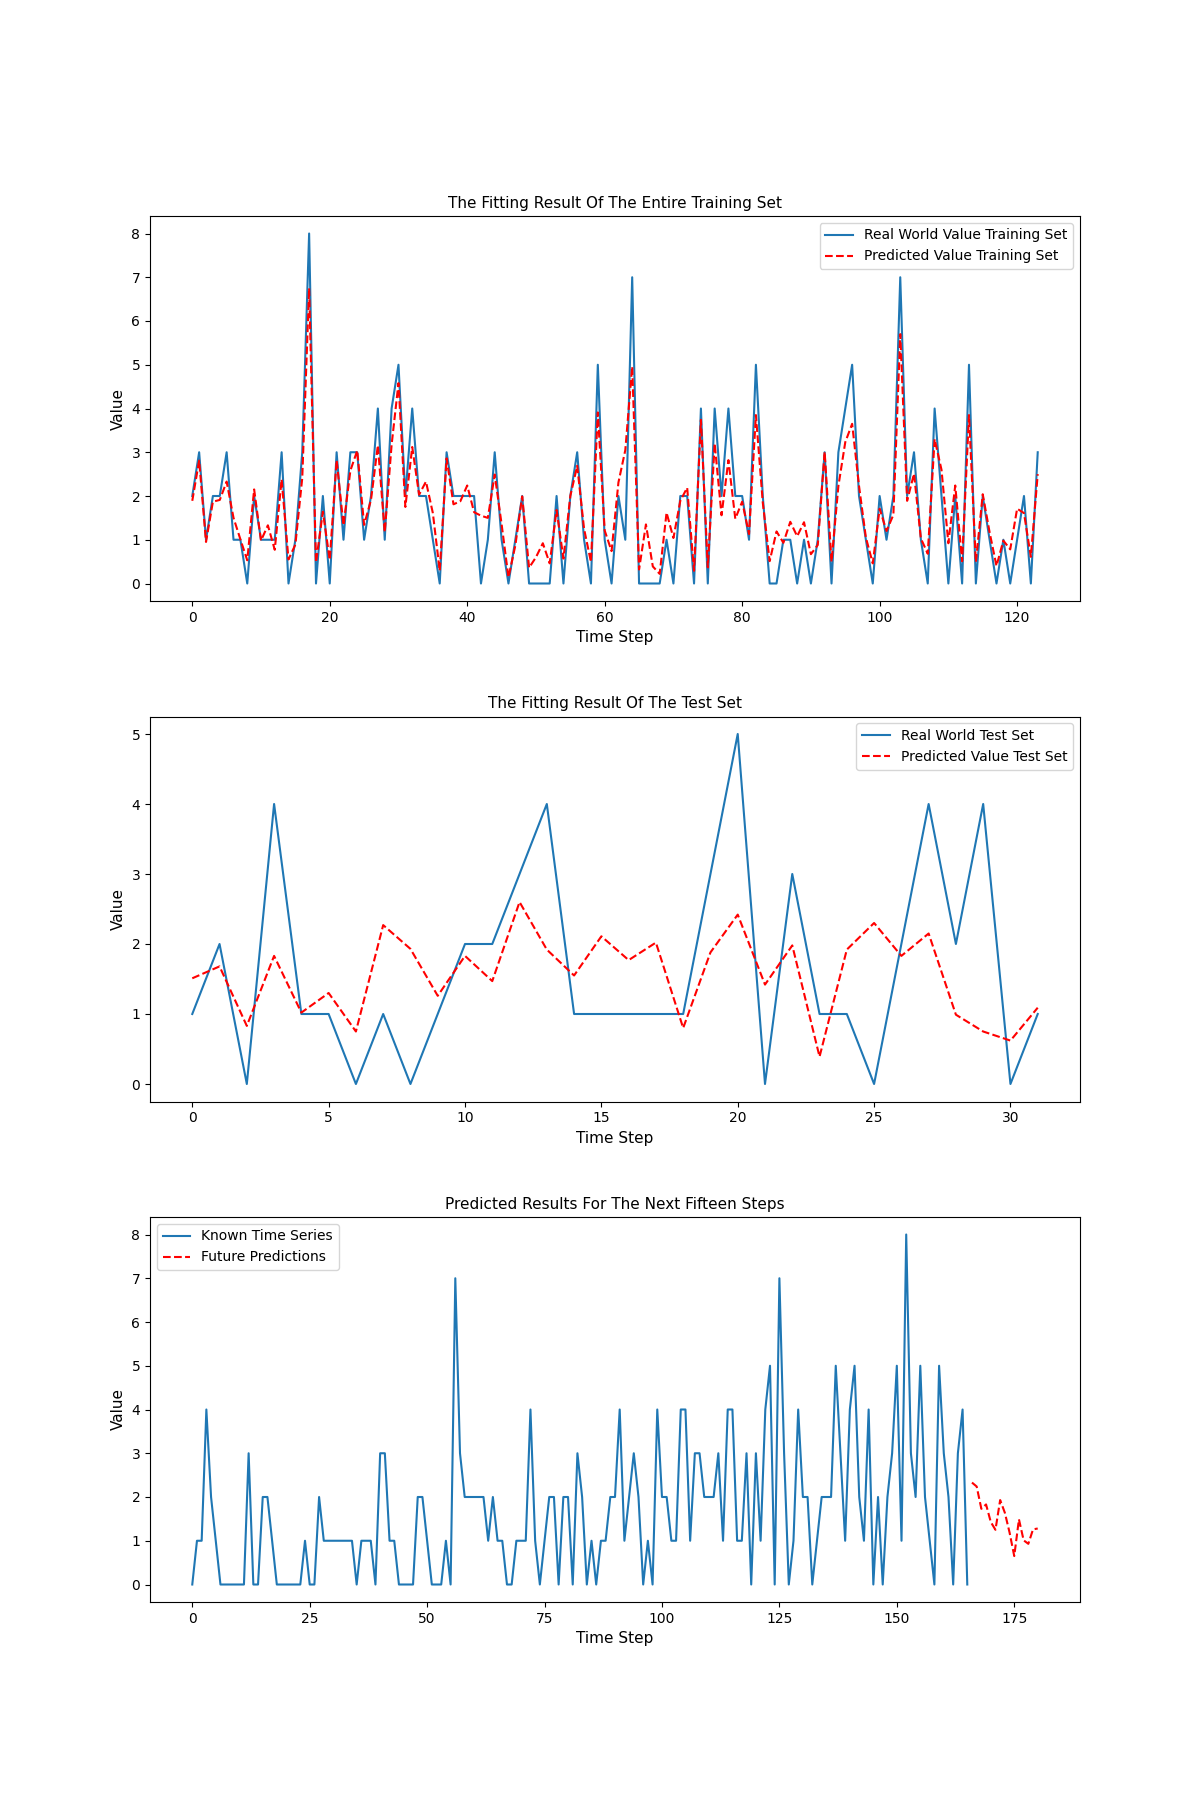 The Fitting Result Of The Entire Training Set
Real World Value Training Set
Predicted Value Training Set
8
7
6
5
4
3
2
1
0
Value
0 20 40 60 80 100 120
Time Step
The Fitting Result Of The Test Set
Real World Test Set
Predicted Value Test Set
5
4
3
2
1
0
Value
0 5 10 15 20 25 30
Time Step
Predicted Results For The Next Fifteen Steps
Known Time Series
Future Predictions
8
7
6
5
4
3
2
1
0
Value
0 25 50 75 100 125 150 175
Time Step